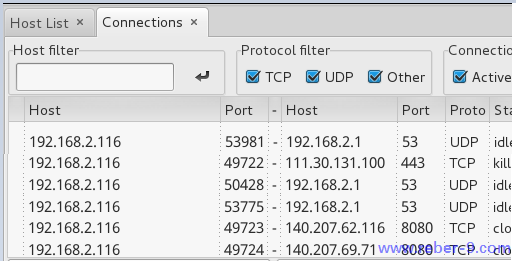 Host List × Connections ×
Host filter Protocol filter Connectio
TCP UDP Other Active
Host Port - Host Port Proto Sta
192.168.2.116 53981 - 192.168.2.1 53 UDP idle
192.168.2.116 49722 - 111.30.131.100 443 TCP kill
192.168.2.116 50428 - 192.168.2.1 53 UDP idle
192.168.2.116 53775 - 192.168.2.1 53 UDP idle
192.168.2.116 49723 - 140.207.62.116 8080 TCP clo
192.168.2.116 49724 - 140.207.69.71 8080 TCP clo